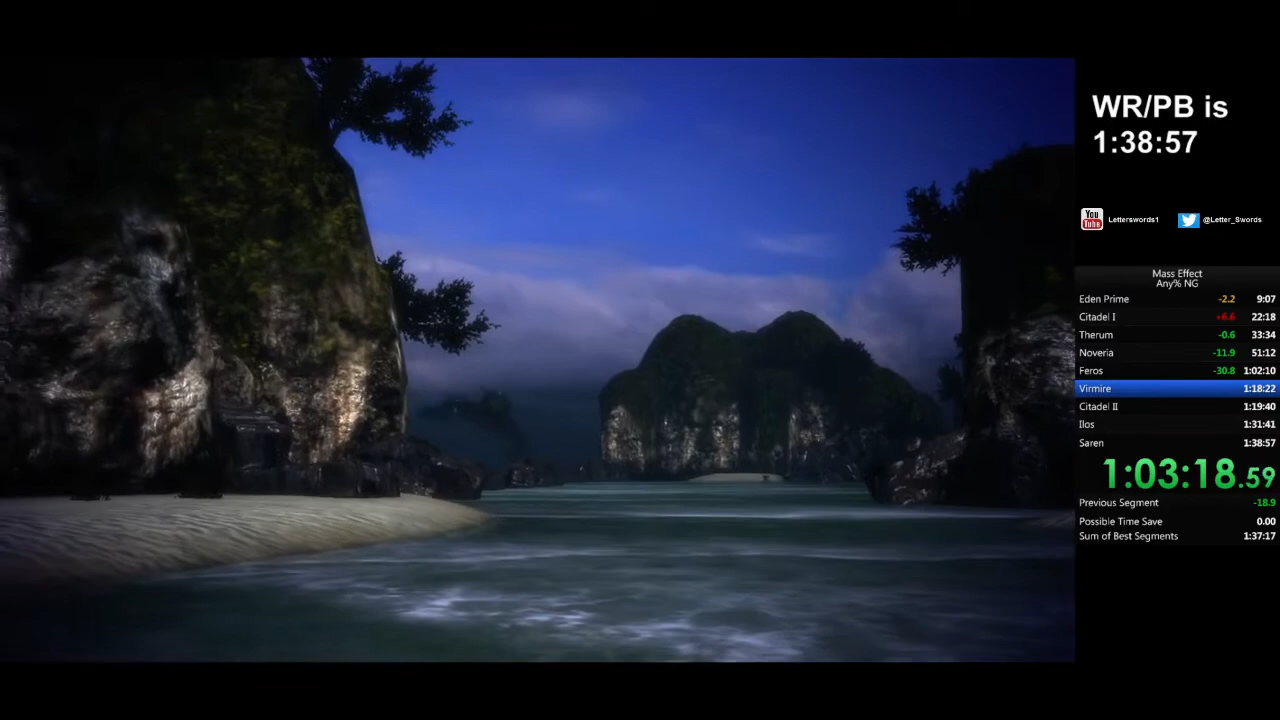 WR/PB is
1:38:57
You
Tube
Letterswords1
@Letter_Swords
Mass Effect
Any% NG
Eden Prime -2.2 9:07
Citadel I +6.6 22:18
Therum -0.6 33:34
Noveria -11.9 51:12
Feros -30.8 1:02:10
Virmire 1:18:22
Citadel II 1:19:40
Ilos 1:31:41
Saren 1:38:57
1:03:18.59
Previous Segment -18.9
Possible Time Save 0.00
Sum of Best Segments 1:37:17